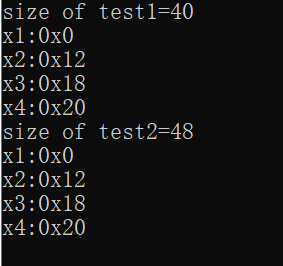 size of test1=40
x1:0x0
x2:0x12
x3:0x18
x4:0x20
size of test2=48
x1:0x0
x2:0x12
x3:0x18
x4:0x20